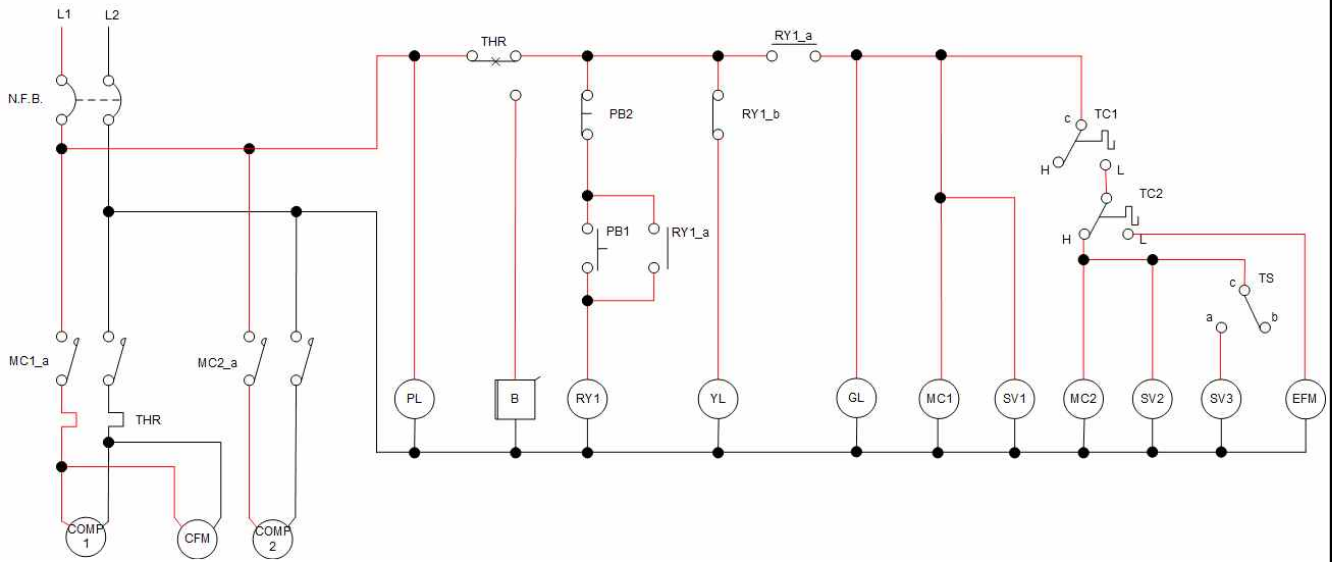 L1 L2
N.F.B.
THR
RY1_a
PB2
RY1_b
c TC1
H L
TC2
H L
PB1 RY1_a
c TS
a b
MC1_a
MC2_a
THR
PL
B
RY1
YL
GL
MC1
SV1
MC2
SV2
SV3
EFM
COMP
1
CFM
COMP
2